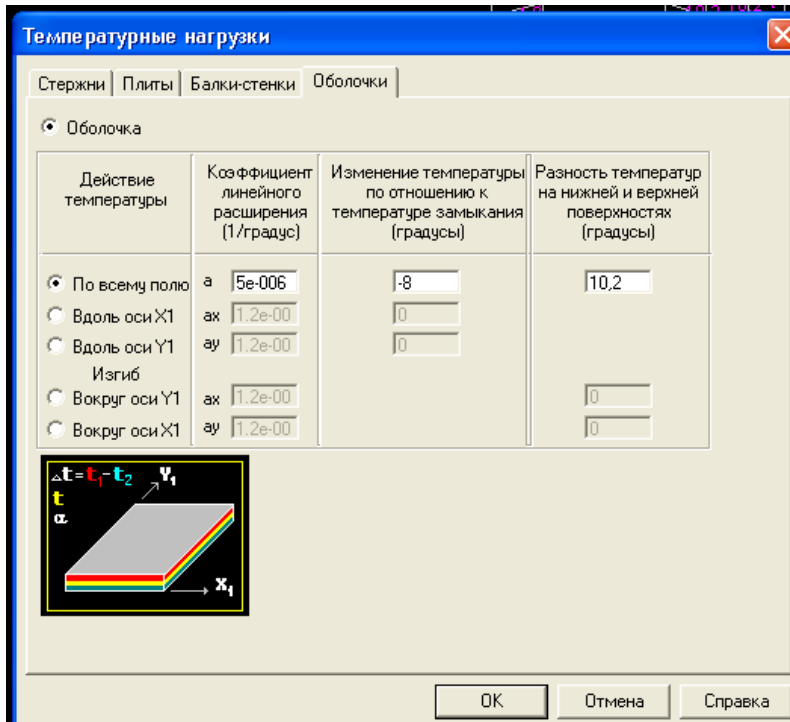 Температурные нагрузки
Стержни Плиты Балки-стенки Оболочки
Оболочка
Действие температуры
Коэффициент линейного расширения (1/градус)
Изменение температуры по отношению к температуре замыкания (градусы)
Разность температур на нижней и верхней поверхностях (градусы)
По всему полю a 5e-006 -8 10,2
Вдоль оси X1 ax 1.2e-00 0
Вдоль оси Y1 ay 1.2e-00 0
Изгиб
Вокруг оси Y1 ax 1.2e-00 0
Вокруг оси X1 ay 1.2e-00 0
△t=t₁-t₂ Y₁
t
α
X₁
OK Отмена Справка